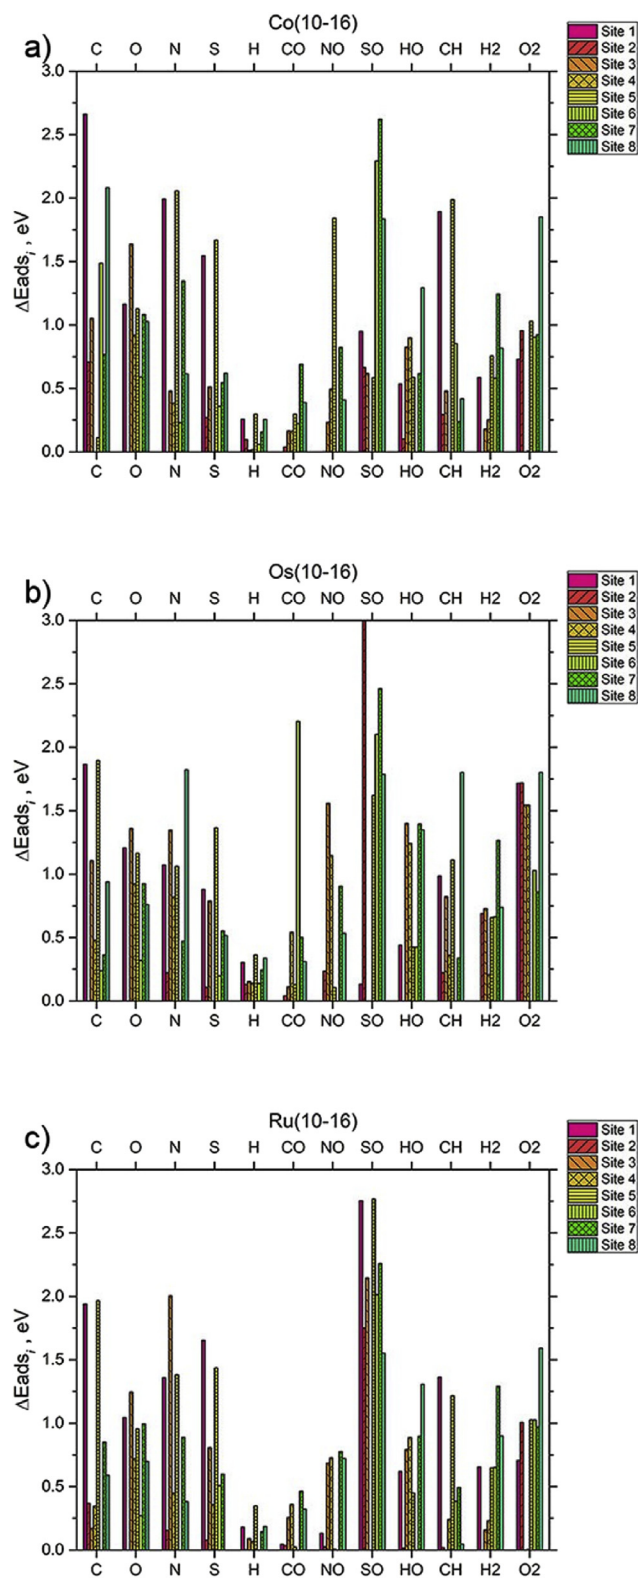 Co(10-16)
a)
C O N S H CO NO SO HO CH H2 O2
Site 1
Site 2
Site 3
Site 4
Site 5
Site 6
Site 7
Site 8
3.0
2.5
2.0
1.5
1.0
0.5
0.0
ΔEads_i , eV
C O N S H CO NO SO HO CH H2 O2
Os(10-16)
b)
C O N S H CO NO SO HO CH H2 O2
Site 1
Site 2
Site 3
Site 4
Site 5
Site 6
Site 7
Site 8
3.0
2.5
2.0
1.5
1.0
0.5
0.0
ΔEads_i , eV
C O N S H CO NO SO HO CH H2 O2
Ru(10-16)
c)
C O N S H CO NO SO HO CH H2 O2
Site 1
Site 2
Site 3
Site 4
Site 5
Site 6
Site 7
Site 8
3.0
2.5
2.0
1.5
1.0
0.5
0.0
ΔEads_i , eV
C O N S H CO NO SO HO CH H2 O2